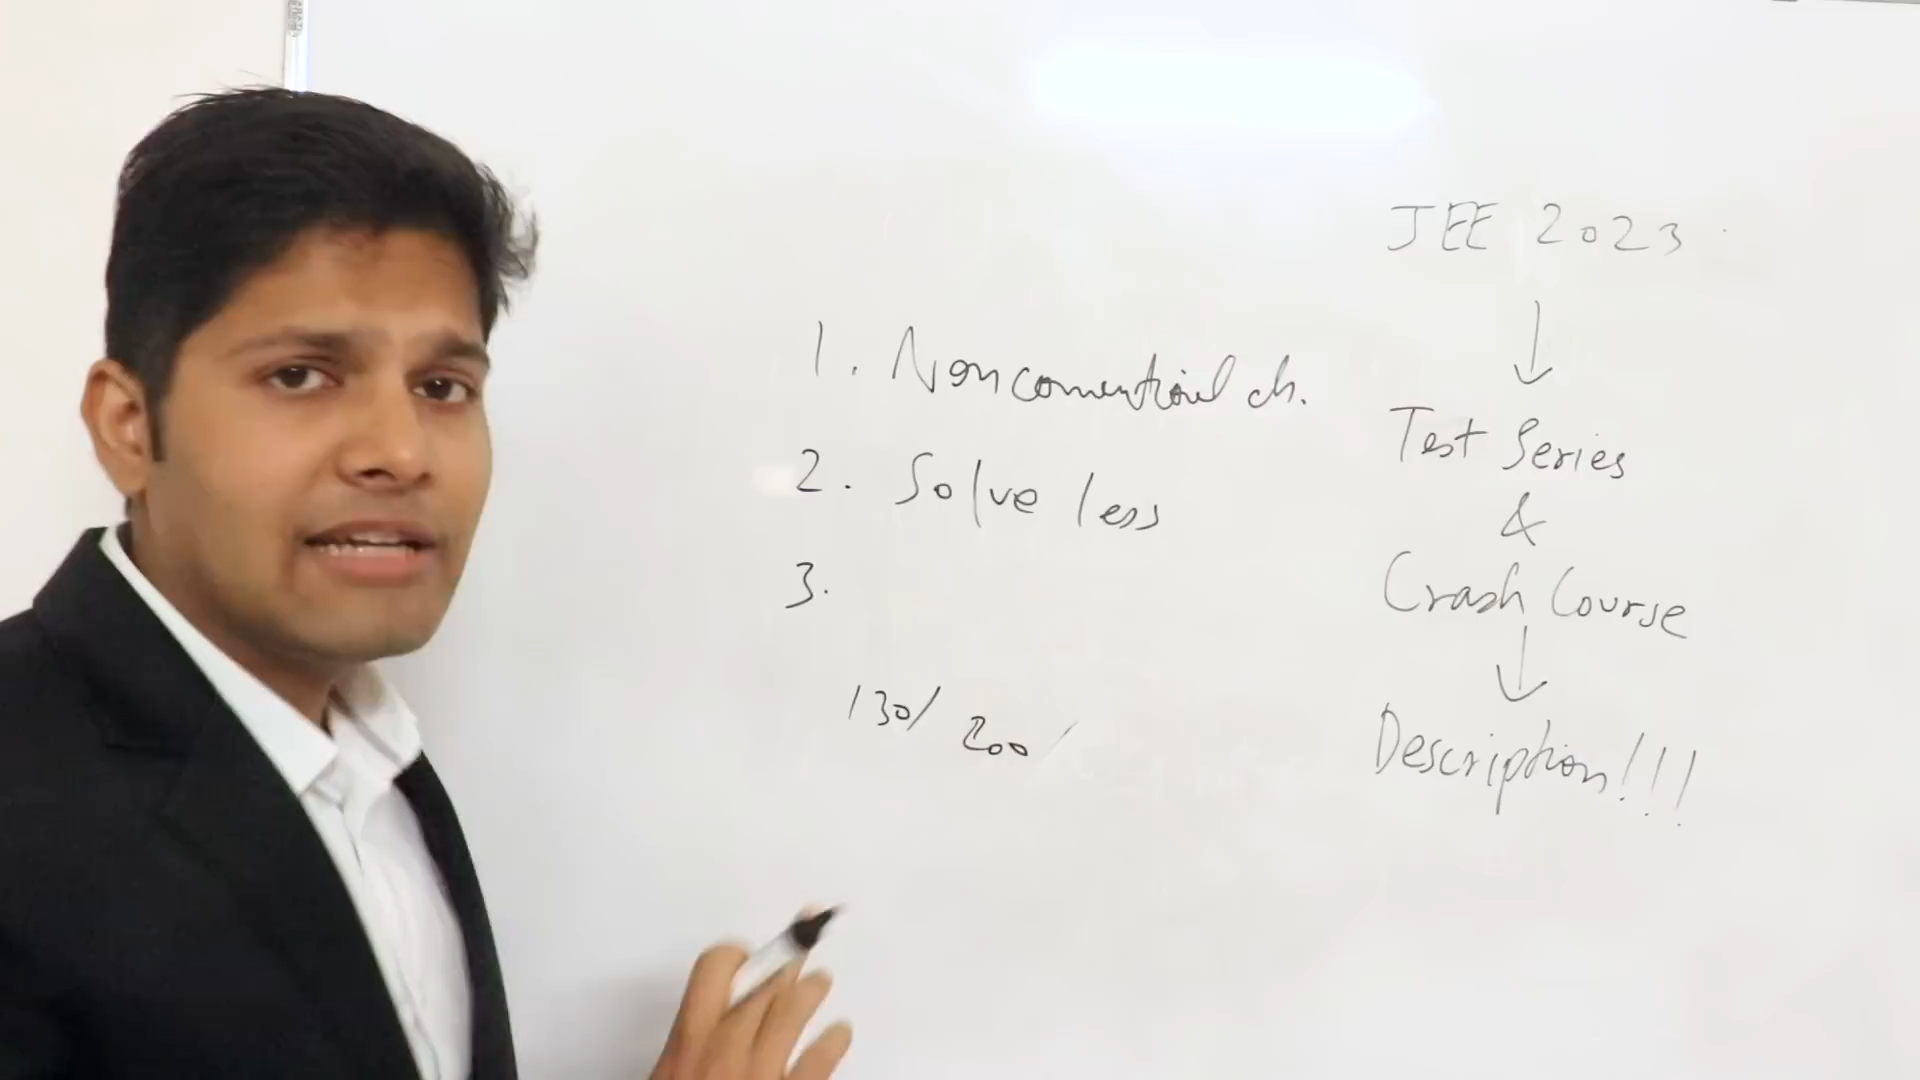 1. Nonconventional ch.
2. Solve less
3.
130/ 200/
JEE 2023
Test Series
&
Crash Course
Description!!!